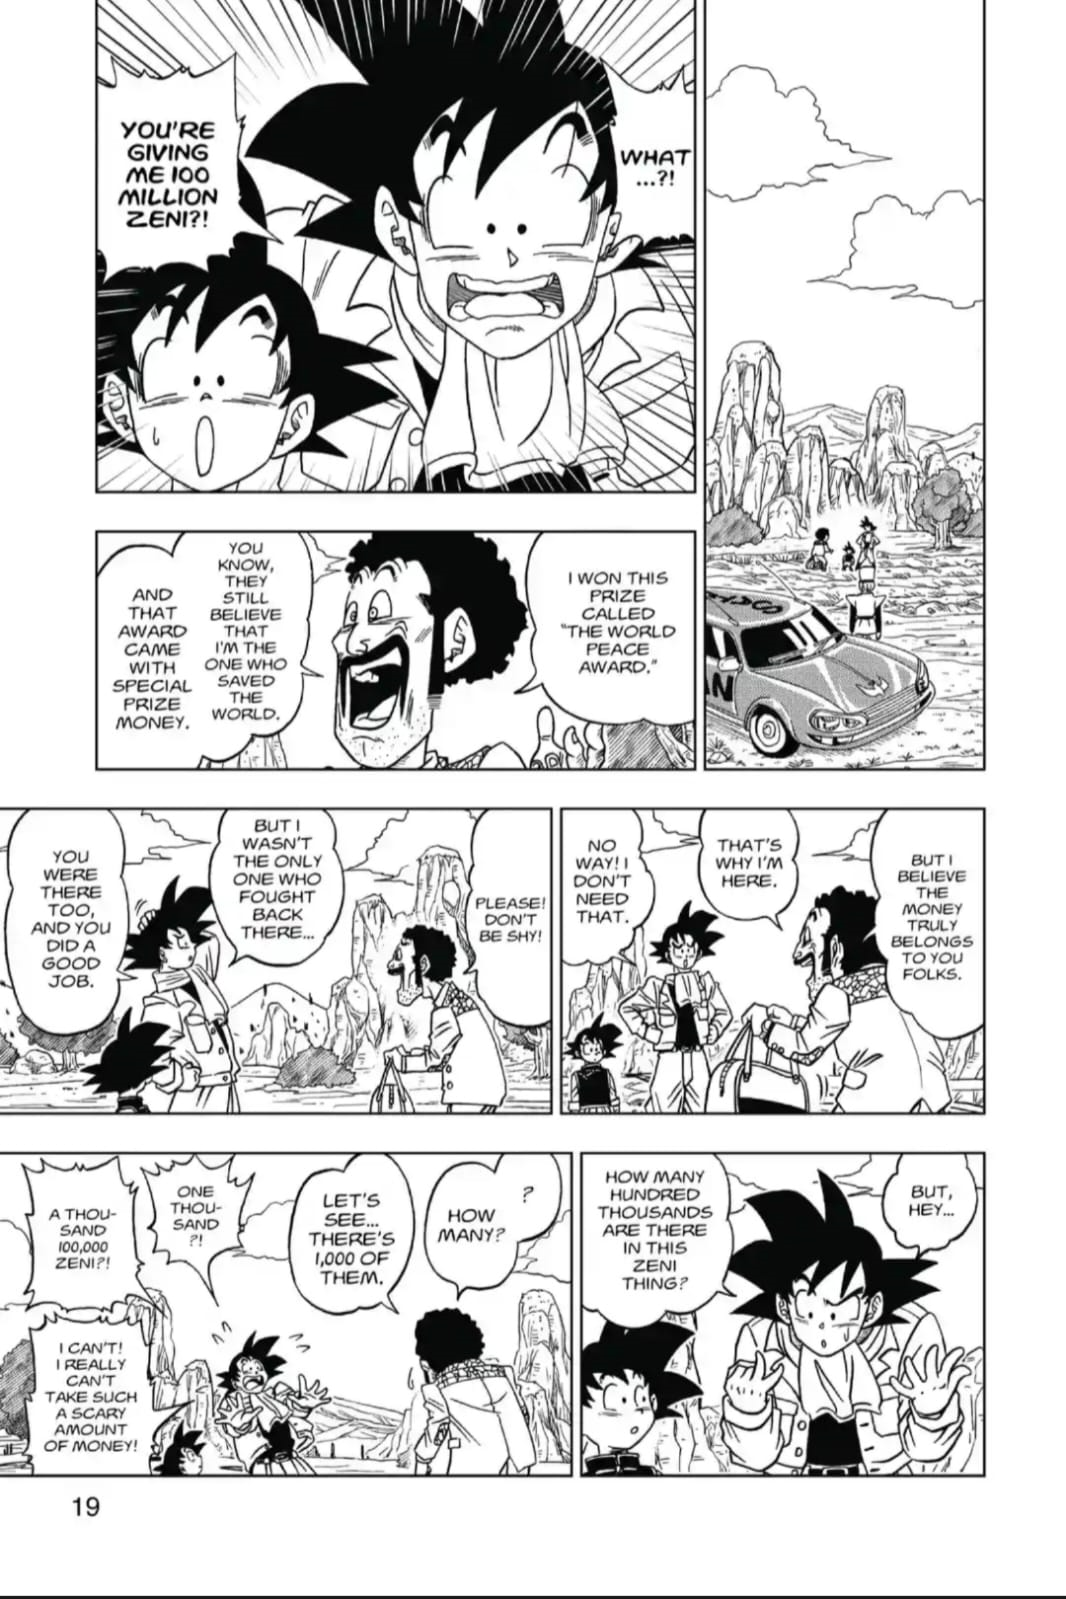 WHAT
...?!
YOU'RE
GIVING
ME 100
MILLION
ZENI?!
AN
I WON THIS
PRIZE
CALLED
"THE WORLD
PEACE
AWARD."
YOU
KNOW,
THEY
STILL
BELIEVE
THAT
I'M THE
ONE WHO
SAVED
THE
WORLD.
AND
THAT
AWARD
CAME
WITH
SPECIAL
PRIZE
MONEY.
BUT I
BELIEVE
THE
MONEY
TRULY
BELONGS
TO YOU
FOLKS.
THAT'S
WHY I'M
HERE.
NO
WAY! I
DON'T
NEED
THAT.
PLEASE!
DON'T
BE SHY!
BUT I
WASN'T
THE ONLY
ONE WHO
FOUGHT
BACK
THERE...
YOU
WERE
THERE
TOO,
AND YOU
DID A
GOOD
JOB.
BUT,
HEY...
HOW MANY
HUNDRED
THOUSANDS
ARE THERE
IN THIS
ZENI
THING?
?
HOW
MANY?
LET'S
SEE...
THERE'S
1,000 OF
THEM.
ONE
THOU-
SAND
?!
A THOU-
SAND
100,000
ZENI?!
I CAN'T!
I REALLY
CAN'T
TAKE SUCH
A SCARY
AMOUNT
OF MONEY!
19